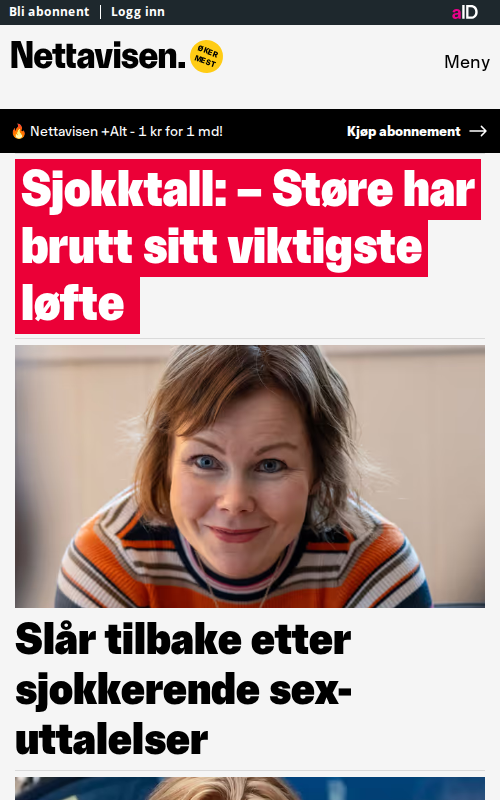 Bli abonnent | Logg inn
aID
Nettavisen.
ØKER
MEST
Meny
🔥 Nettavisen +Alt - 1 kr for 1 md!
Kjøp abonnement →
Sjokktall: – Støre har
brutt sitt viktigste
løfte
Slår tilbake etter
sjokkerende sex-
uttalelser